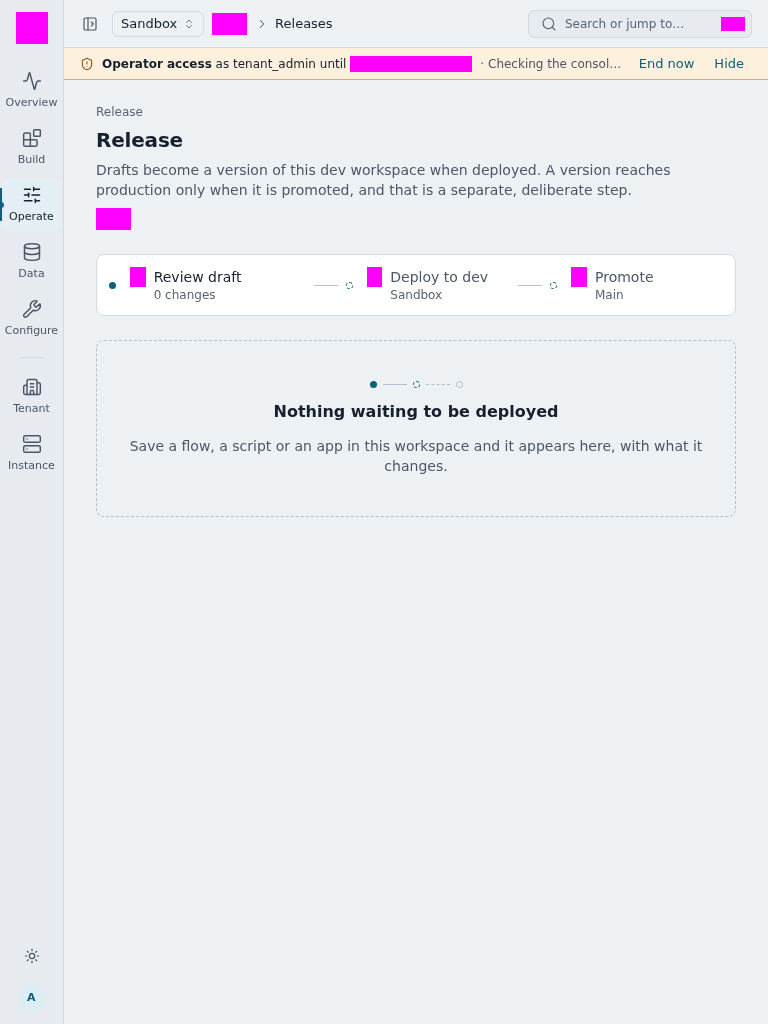 Sandbox
Releases
Search or jump to…
Operator access as tenant_admin until
· Checking the consol…
End now
Hide
Overview
Build
Operate
Data
Configure
Tenant
Instance
A
Release
Release
Drafts become a version of this dev workspace when deployed. A version reaches
production only when it is promoted, and that is a separate, deliberate step.
Review draft
0 changes
Deploy to dev
Sandbox
Promote
Main
Nothing waiting to be deployed
Save a flow, a script or an app in this workspace and it appears here, with what it
changes.